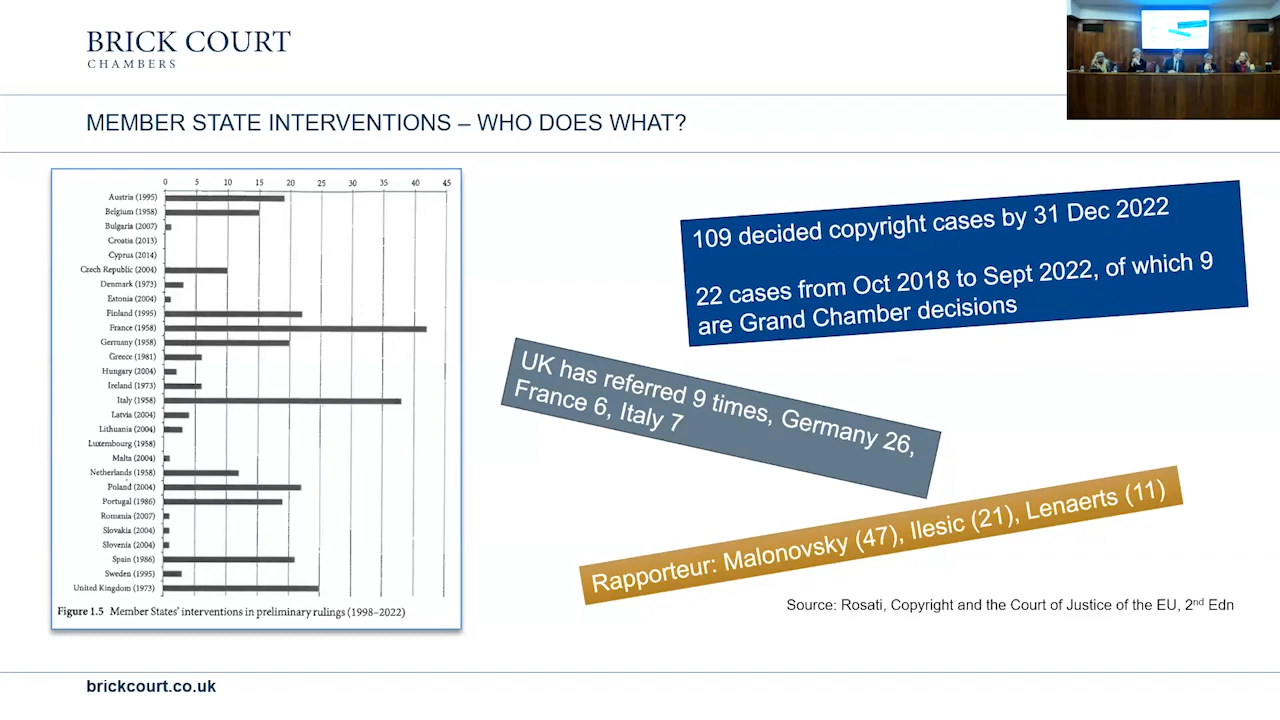 BRICK COURT
CHAMBERS
MEMBER STATE INTERVENTIONS – WHO DOES WHAT?
0 5 10 15 20 25 30 35 40 45
Austria (1995)
Belgium (1958)
Bulgaria (2007)
Croatia (2013)
Cyprus (2014)
Czech Republic (2004)
Denmark (1973)
Estonia (2004)
Finland (1995)
France (1958)
Germany (1958)
Greece (1981)
Hungary (2004)
Ireland (1973)
Italy (1958)
Latvia (2004)
Lithuania (2004)
Luxembourg (1958)
Malta (2004)
Netherlands (1958)
Poland (2004)
Portugal (1986)
Romania (2007)
Slovakia (2004)
Slovenia (2004)
Spain (1986)
Sweden (1995)
United Kingdom (1973)
Figure 1.5 Member States' interventions in preliminary rulings (1998–2022)
109 decided copyright cases by 31 Dec 2022
22 cases from Oct 2018 to Sept 2022, of which 9
are Grand Chamber decisions
UK has referred 9 times, Germany 26,
France 6, Italy 7
Rapporteur: Malonovsky (47), Ilesic (21), Lenaerts (11)
Source: Rosati, Copyright and the Court of Justice of the EU, 2nd Edn
brickcourt.co.uk